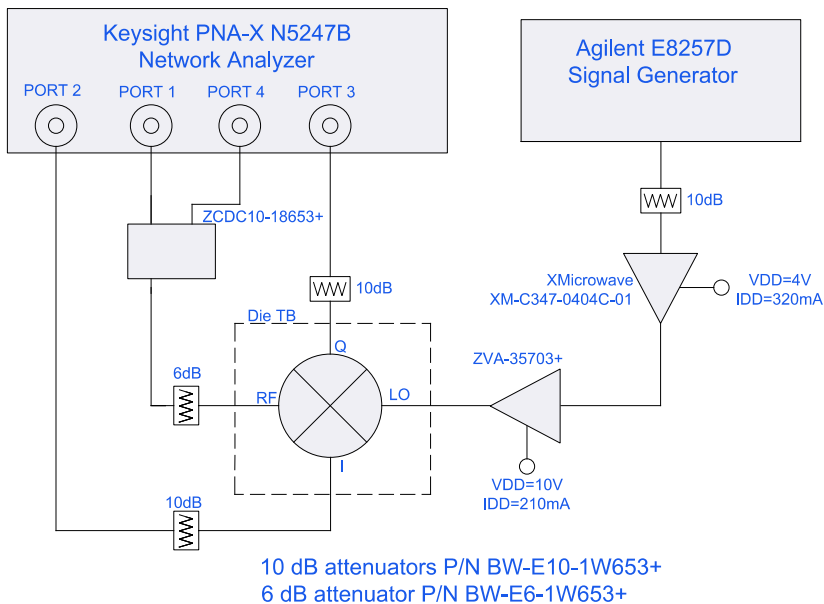 Keysight PNA-X N5247B
Network Analyzer
PORT 2
PORT 1
PORT 4
PORT 3
Agilent E8257D
Signal Generator
10dB
ZCDC10-18653+
XMicrowave
XM-C347-0404C-01
VDD=4V
IDD=320mA
10dB
Die TB
Q
ZVA-35703+
6dB
RF
LO
I
VDD=10V
IDD=210mA
10dB
10 dB attenuators P/N BW-E10-1W653+
6 dB attenuator P/N BW-E6-1W653+